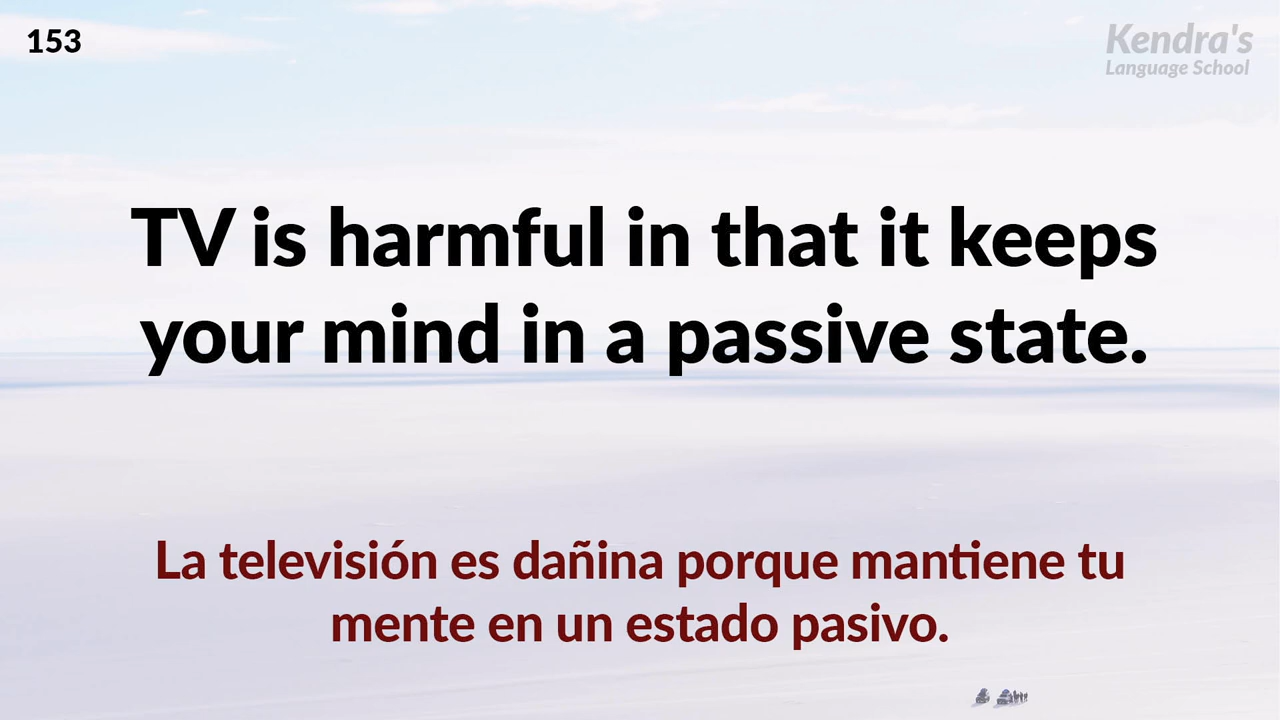 153
Kendra's
Language School
TV is harmful in that it keeps
your mind in a passive state.
La televisión es dañina porque mantiene tu
mente en un estado pasivo.